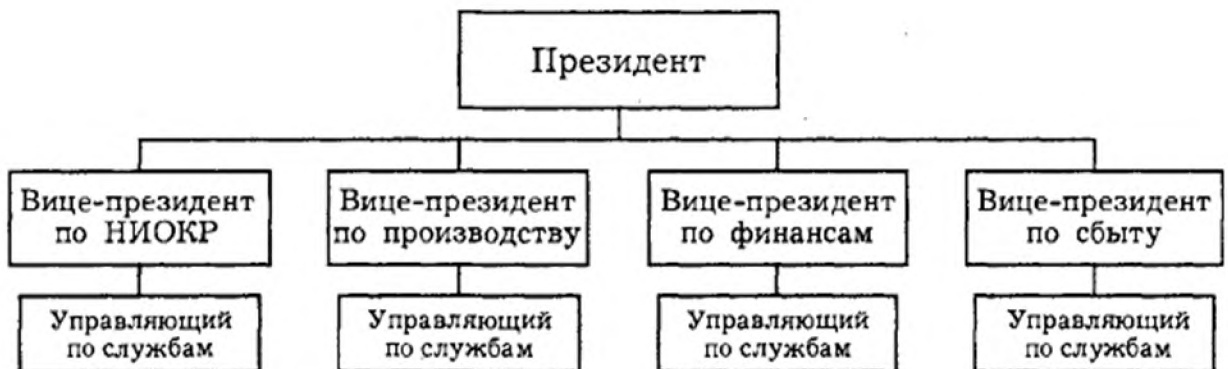 Президент
Вице-президент
по НИОКР
Вице-президент
по производству
Вице-президент
по финансам
Вице-президент
по сбыту
Управляющий
по службам
Управляющий
по службам
Управляющий
по службам
Управляющий
по службам